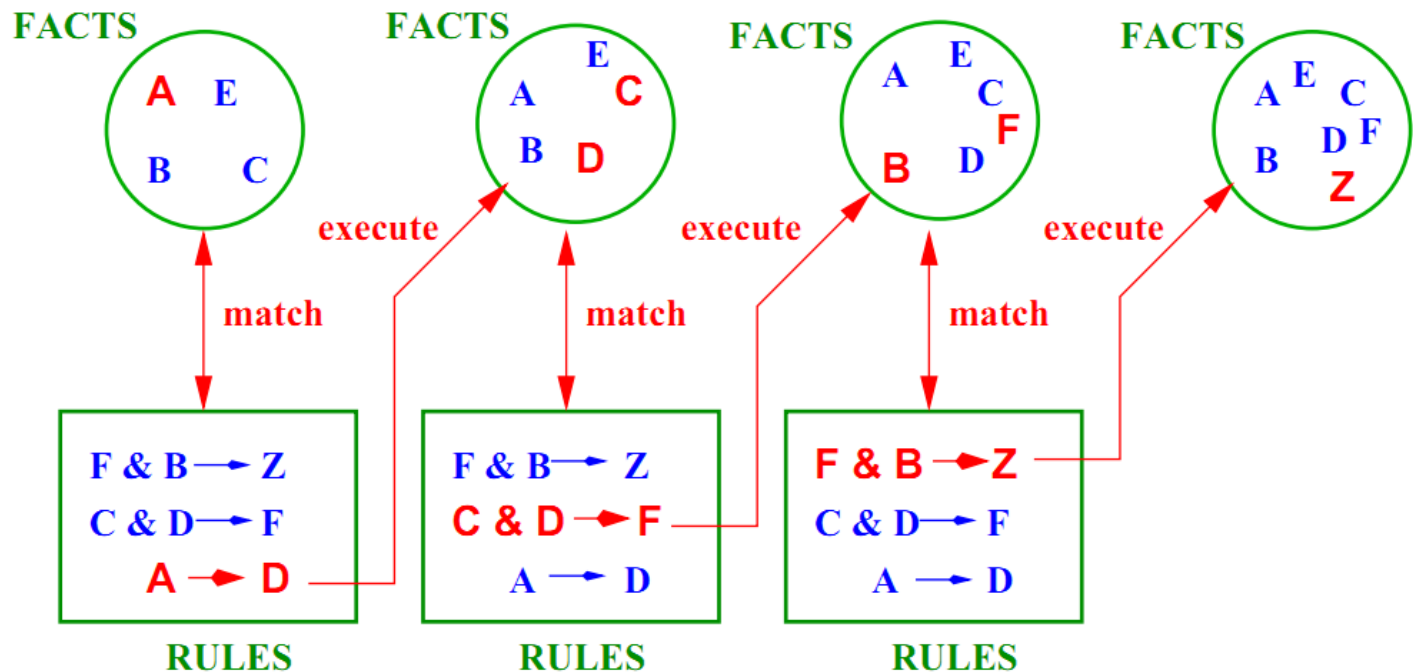 FACTS
A E
B C
FACTS
E
A C
B D
FACTS
E
A
C
F
B D
FACTS
E
A C
D F
B
Z
execute
execute
execute
match
match
match
F & B → Z
C & D → F
A → D
RULES
F & B → Z
C & D → F
A → D
RULES
F & B → Z
C & D → F
A → D
RULES